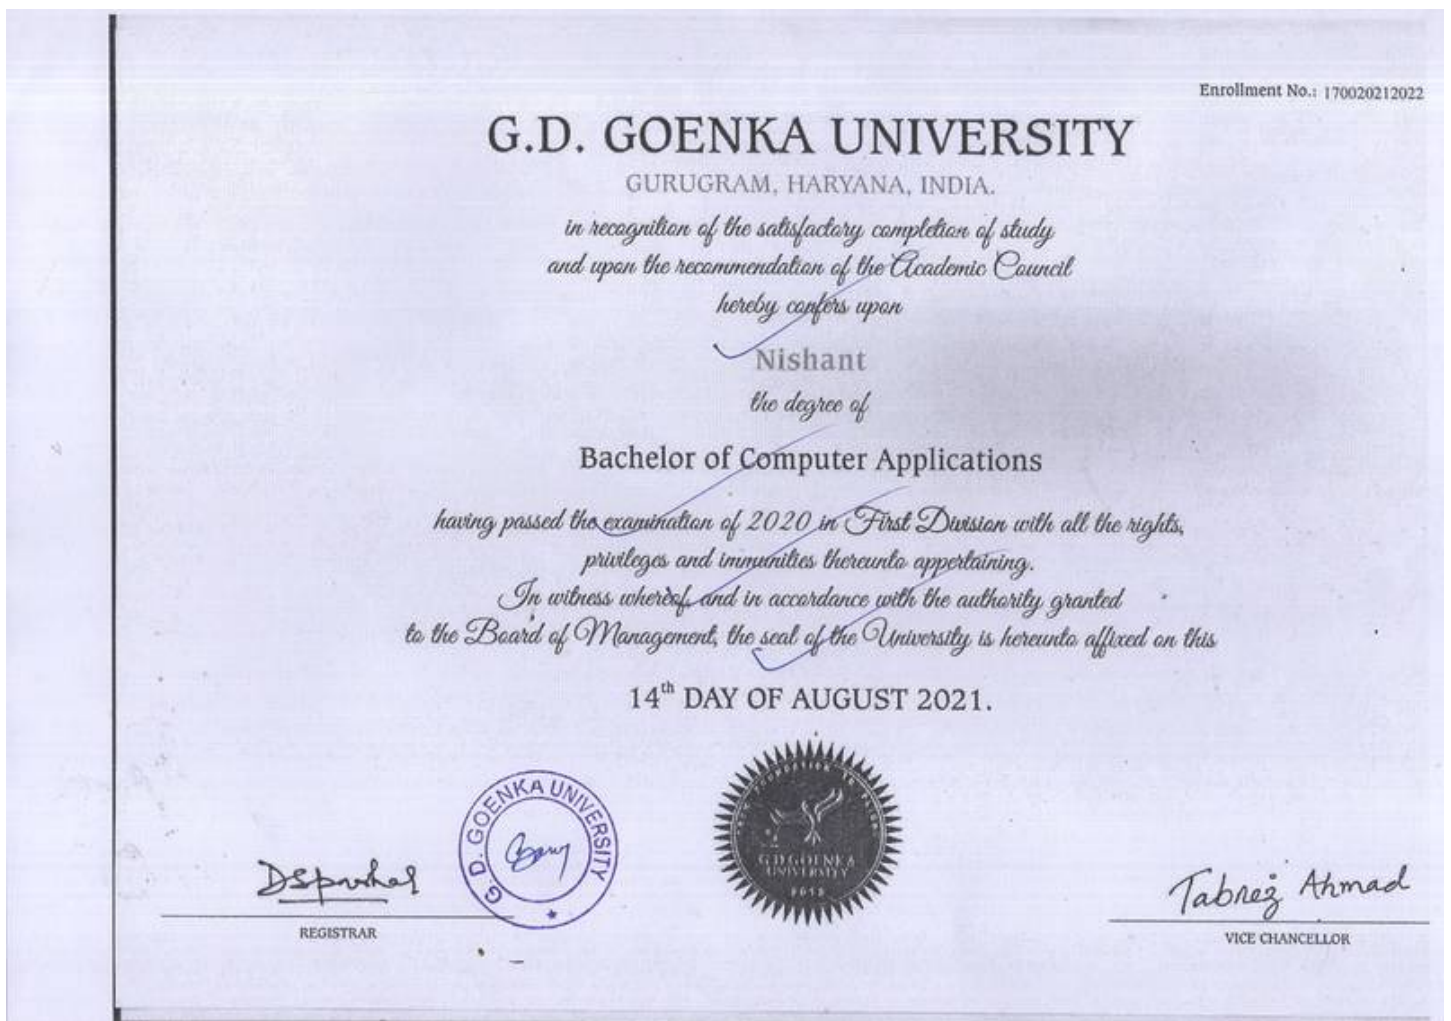 Enrollment No.: 170020212022
G.D. GOENKA UNIVERSITY
GURUGRAM, HARYANA, INDIA.
in recognition of the satisfactory completion of study
and upon the recommendation of the Academic Council
hereby confers upon
Nishant
the degree of
Bachelor of Computer Applications
having passed the examination of 2020 in First Division with all the rights,
privileges and immunities thereunto appertaining.
In witness whereof, and in accordance with the authority granted
to the Board of Management, the seal of the University is hereunto affixed on this
14th DAY OF AUGUST 2021.
G. D. GOENKA UNIVERSITY
G D GOENKA
UNIVERSITY
2013
Tabrez Ahmad
REGISTRAR
VICE CHANCELLOR